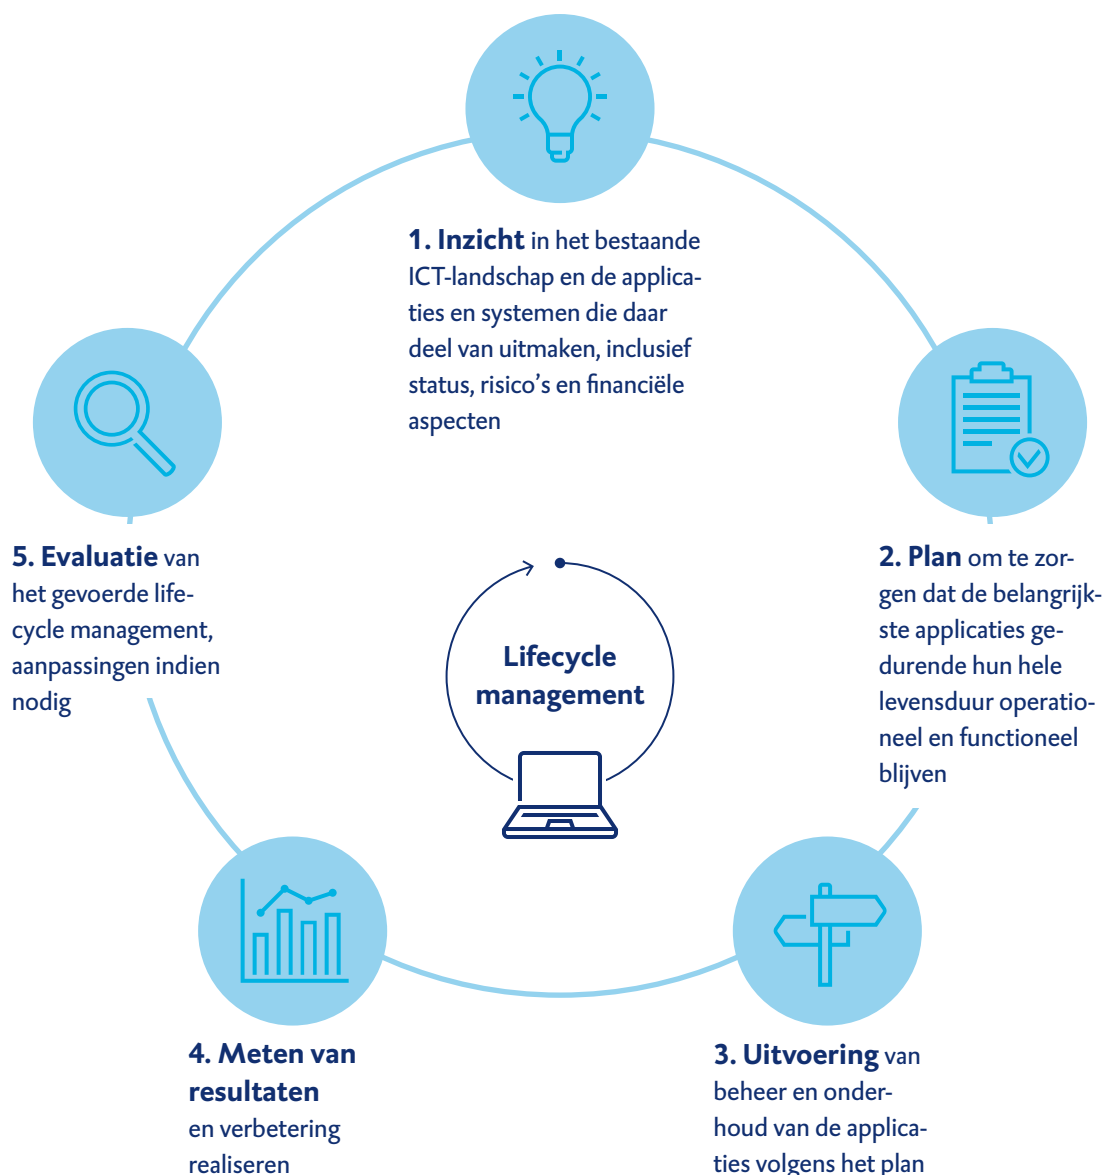 1. Inzicht in het bestaande
ICT-landschap en de applica-
ties en systemen die daar
deel van uitmaken, inclusief
status, risico's en financiële
aspecten
2. Plan om te zor-
gen dat de belangrijk-
ste applicaties ge-
durende hun hele
levensduur operatio-
neel en functioneel
blijven
3. Uitvoering van
beheer en onder-
houd van de applica-
ties volgens het plan
4. Meten van
resultaten
en verbetering
realiseren
5. Evaluatie van
het gevoerde life-
cycle management,
aanpassingen indien
nodig
Lifecycle
management